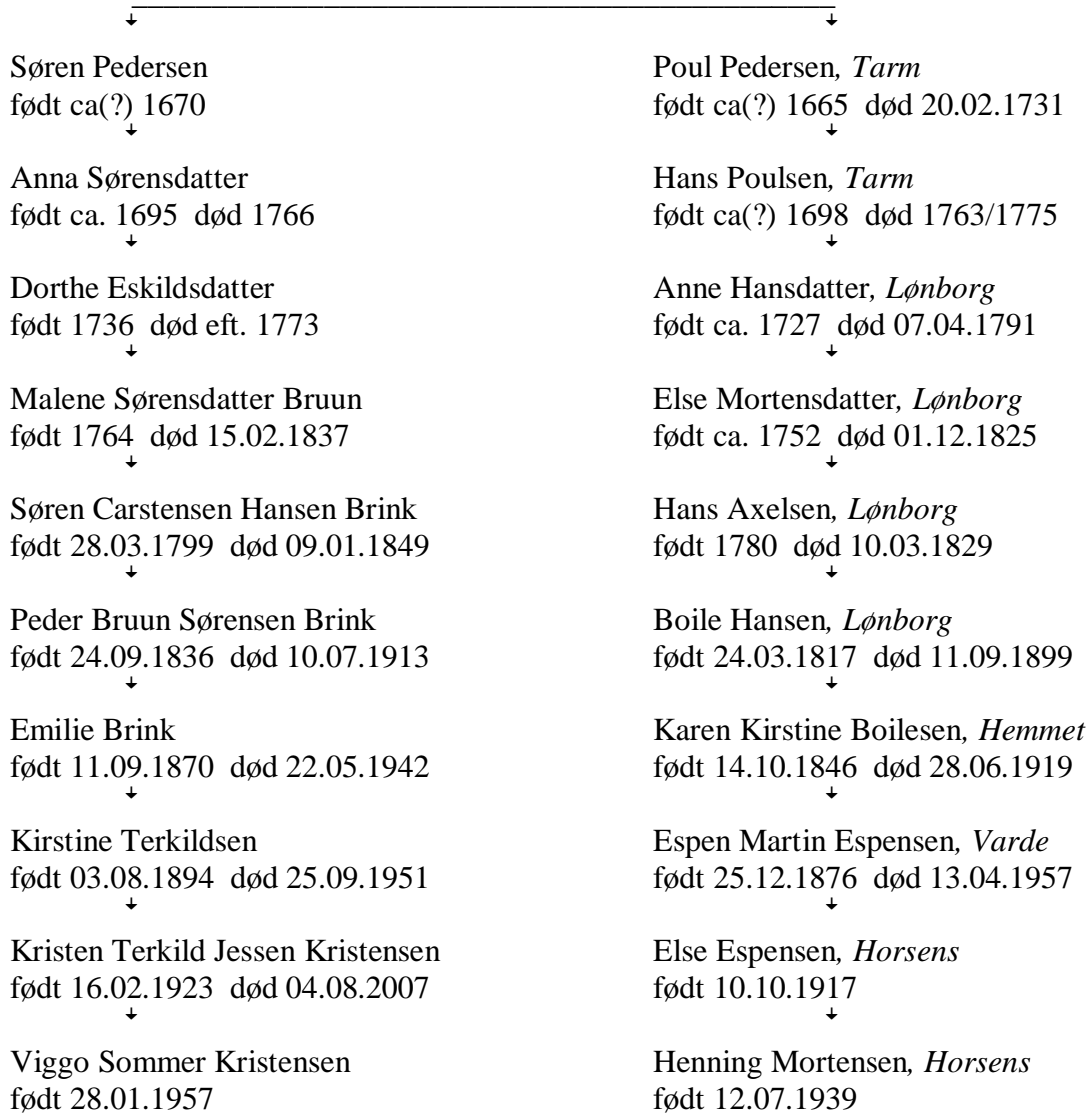 Søren Pedersen
født ca(?) 1670
Anna Sørensdatter
født ca. 1695 død 1766
Dorthe Eskildsdatter
født 1736 død eft. 1773
Malene Sørensdatter Bruun
født 1764 død 15.02.1837
Søren Carstensen Hansen Brink
født 28.03.1799 død 09.01.1849
Peder Bruun Sørensen Brink
født 24.09.1836 død 10.07.1913
Emilie Brink
født 11.09.1870 død 22.05.1942
Kirstine Terkildsen
født 03.08.1894 død 25.09.1951
Kristen Terkild Jessen Kristensen
født 16.02.1923 død 04.08.2007
Viggo Sommer Kristensen
født 28.01.1957
Poul Pedersen, Tarm
født ca(?) 1665 død 20.02.1731
Hans Poulsen, Tarm
født ca(?) 1698 død 1763/1775
Anne Hansdatter, Lønborg
født ca. 1727 død 07.04.1791
Else Mortensdatter, Lønborg
født ca. 1752 død 01.12.1825
Hans Axelsen, Lønborg
født 1780 død 10.03.1829
Boile Hansen, Lønborg
født 24.03.1817 død 11.09.1899
Karen Kirstine Boilesen, Hemmet
født 14.10.1846 død 28.06.1919
Espen Martin Espensen, Varde
født 25.12.1876 død 13.04.1957
Else Espensen, Horsens
født 10.10.1917
Henning Mortensen, Horsens
født 12.07.1939